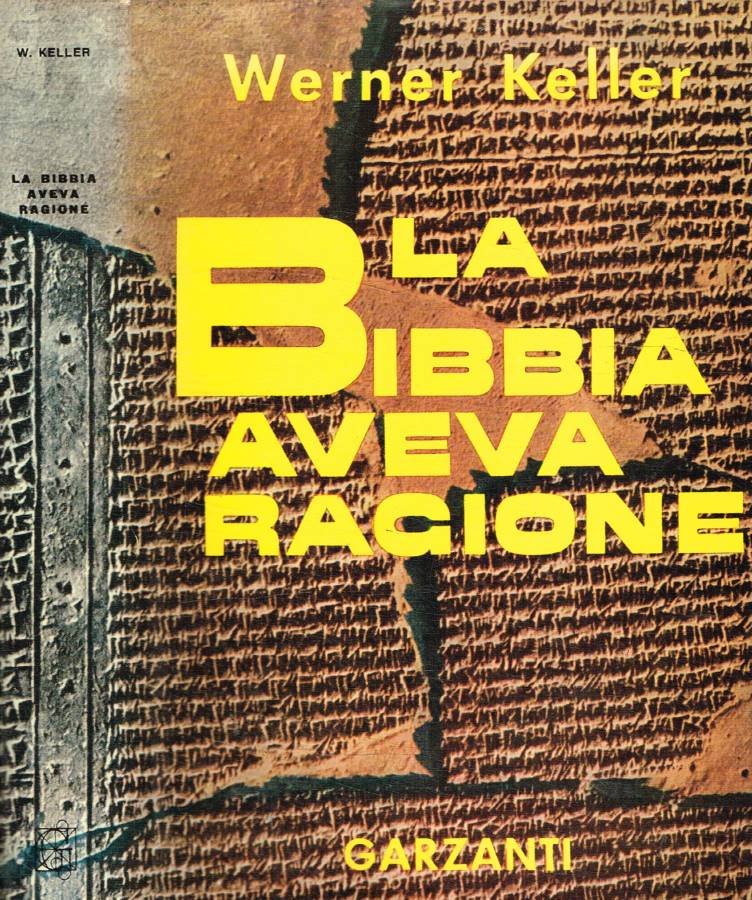 W. KELLER
LA BIBBIA
AVEVA
RAGIONE
Werner Keller
LA
BIBBIA
AVEVA
RAGIONE
GARZANTI